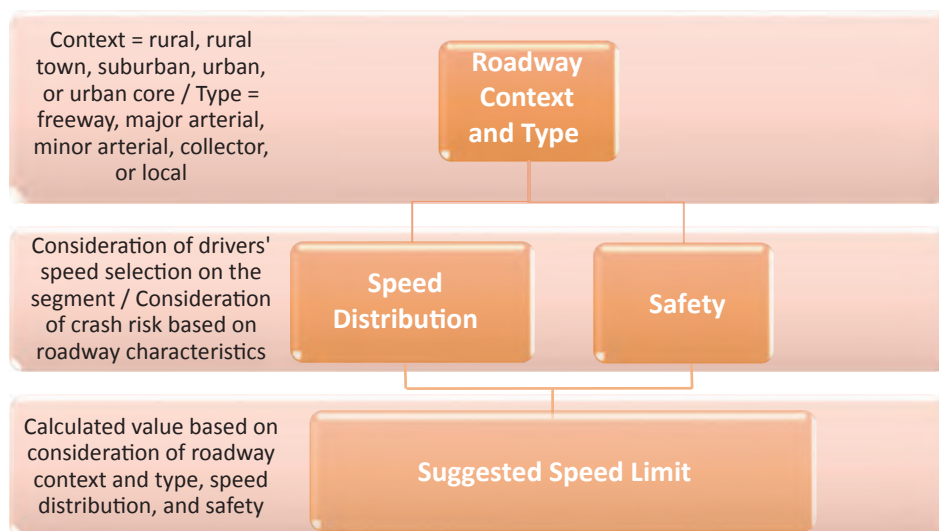 Context = rural, rural
town, suburban, urban,
or urban core / Type =
freeway, major arterial,
minor arterial, collector,
or local
Roadway
Context
and Type
Consideration of drivers'
speed selection on the
segment / Consideration
of crash risk based on
roadway characteristics
Speed
Distribution
Safety
Calculated value based on
consideration of roadway
context and type, speed
distribution, and safety
Suggested Speed Limit